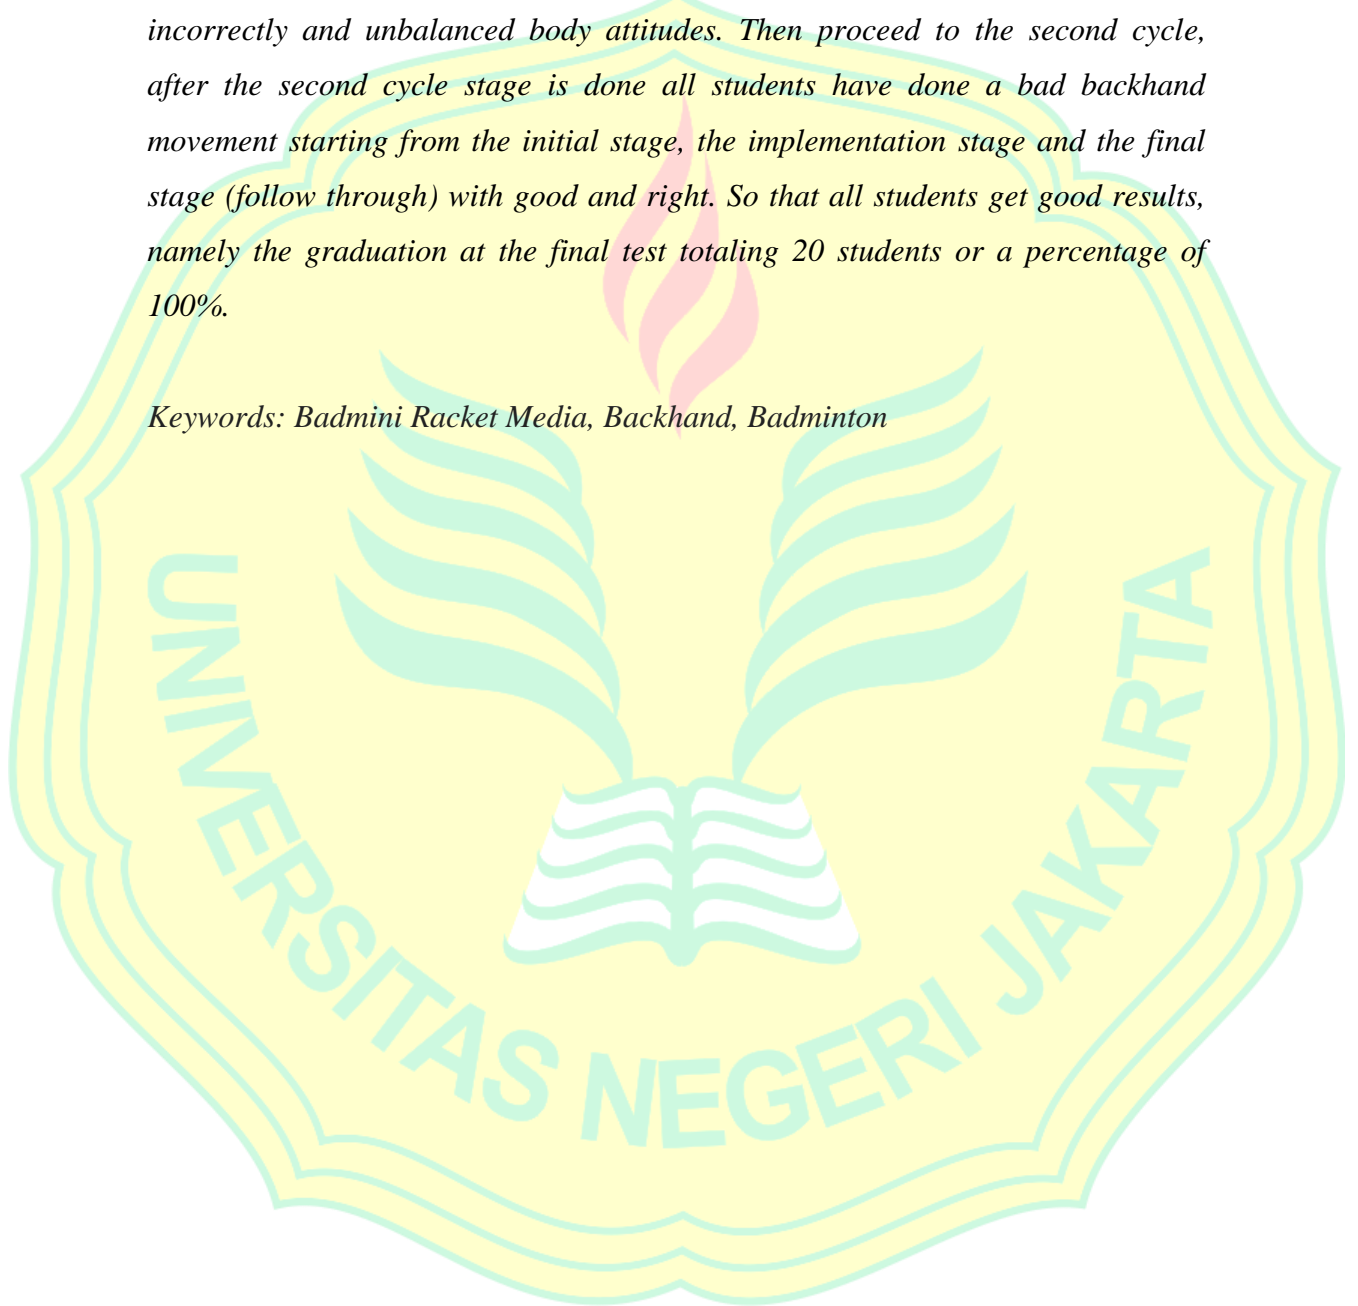 incorrectly and unbalanced body attitudes. Then proceed to the second cycle,
after the second cycle stage is done all students have done a bad backhand
movement starting from the initial stage, the implementation stage and the final
stage (follow through) with good and right. So that all students get good results,
namely the graduation at the final test totaling 20 students or a percentage of
100%.
Keywords: Badmini Racket Media, Backhand, Badminton
UNIVERSITAS NEGERI JAKARTA